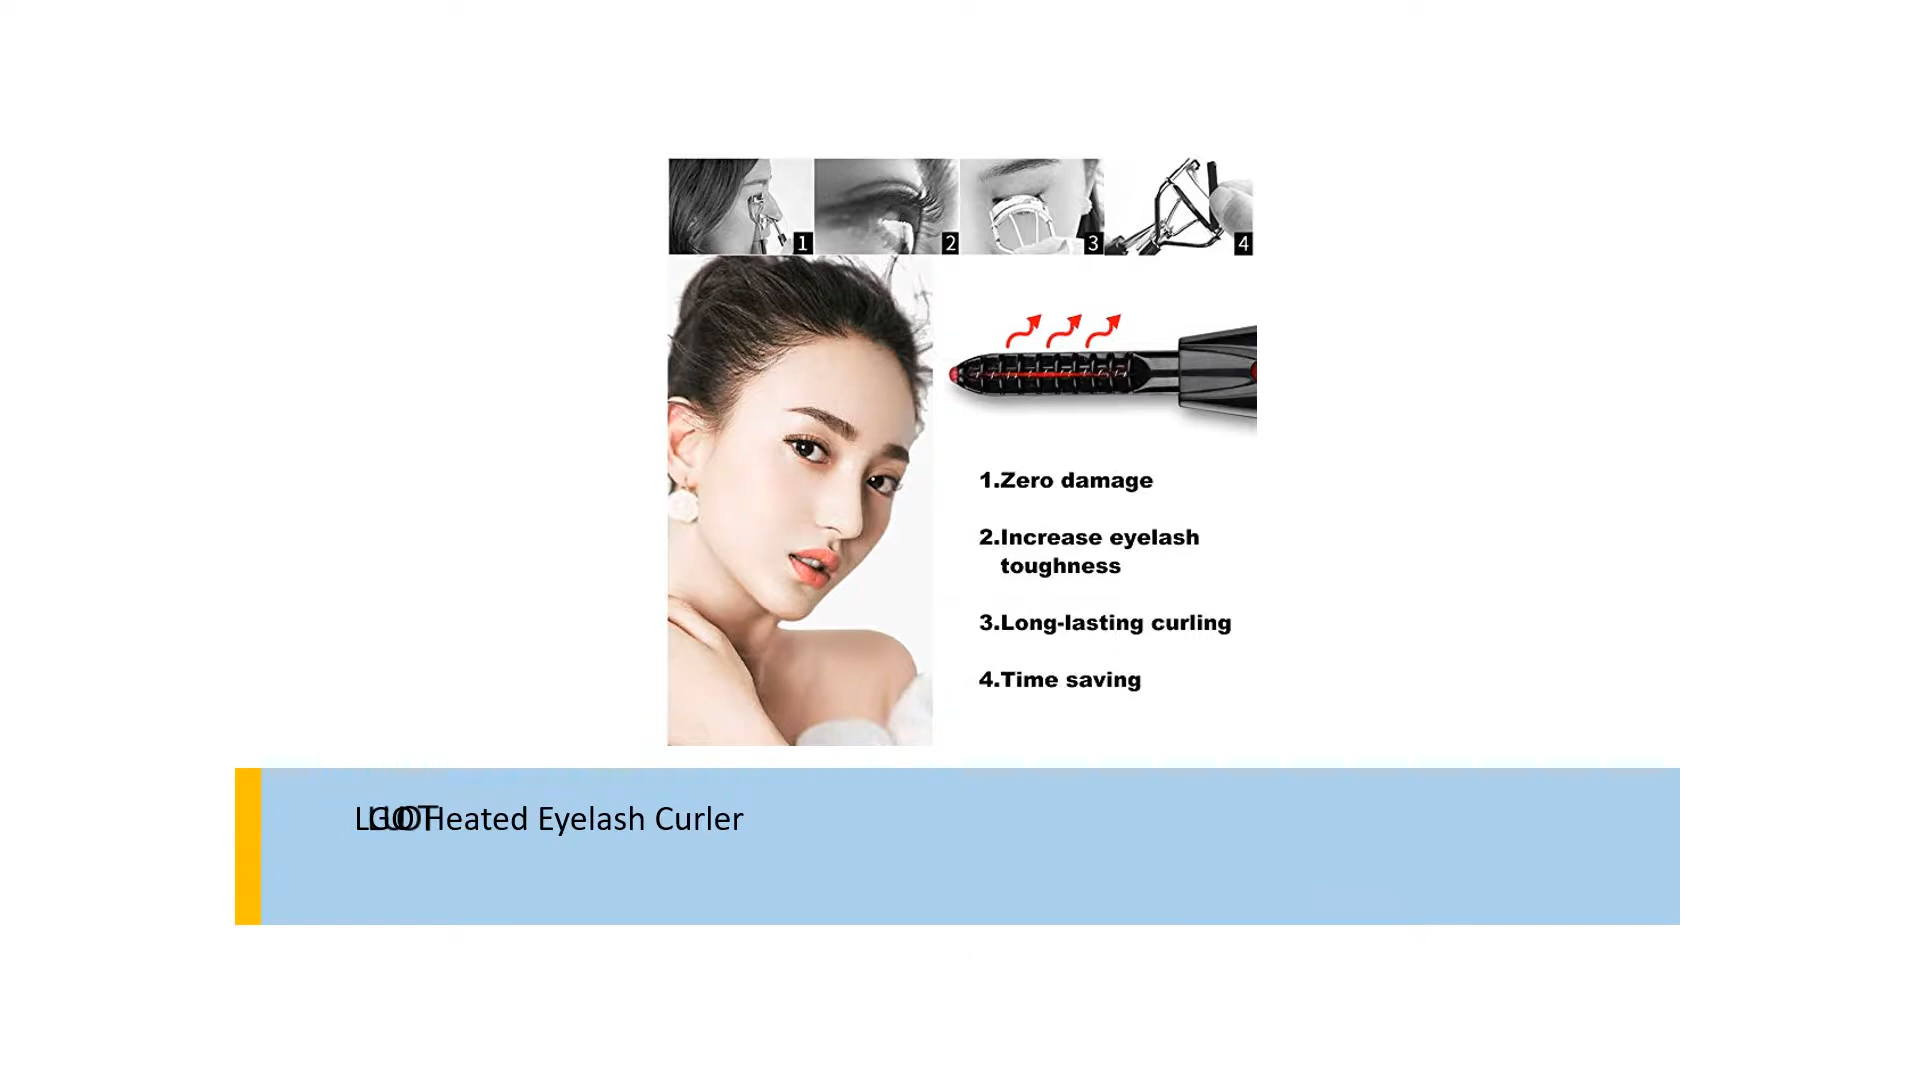 1
2
3
4
1.Zero damage
2.Increase eyelash
toughness
3.Long-lasting curling
4.Time saving
Heated Eyelash Curler